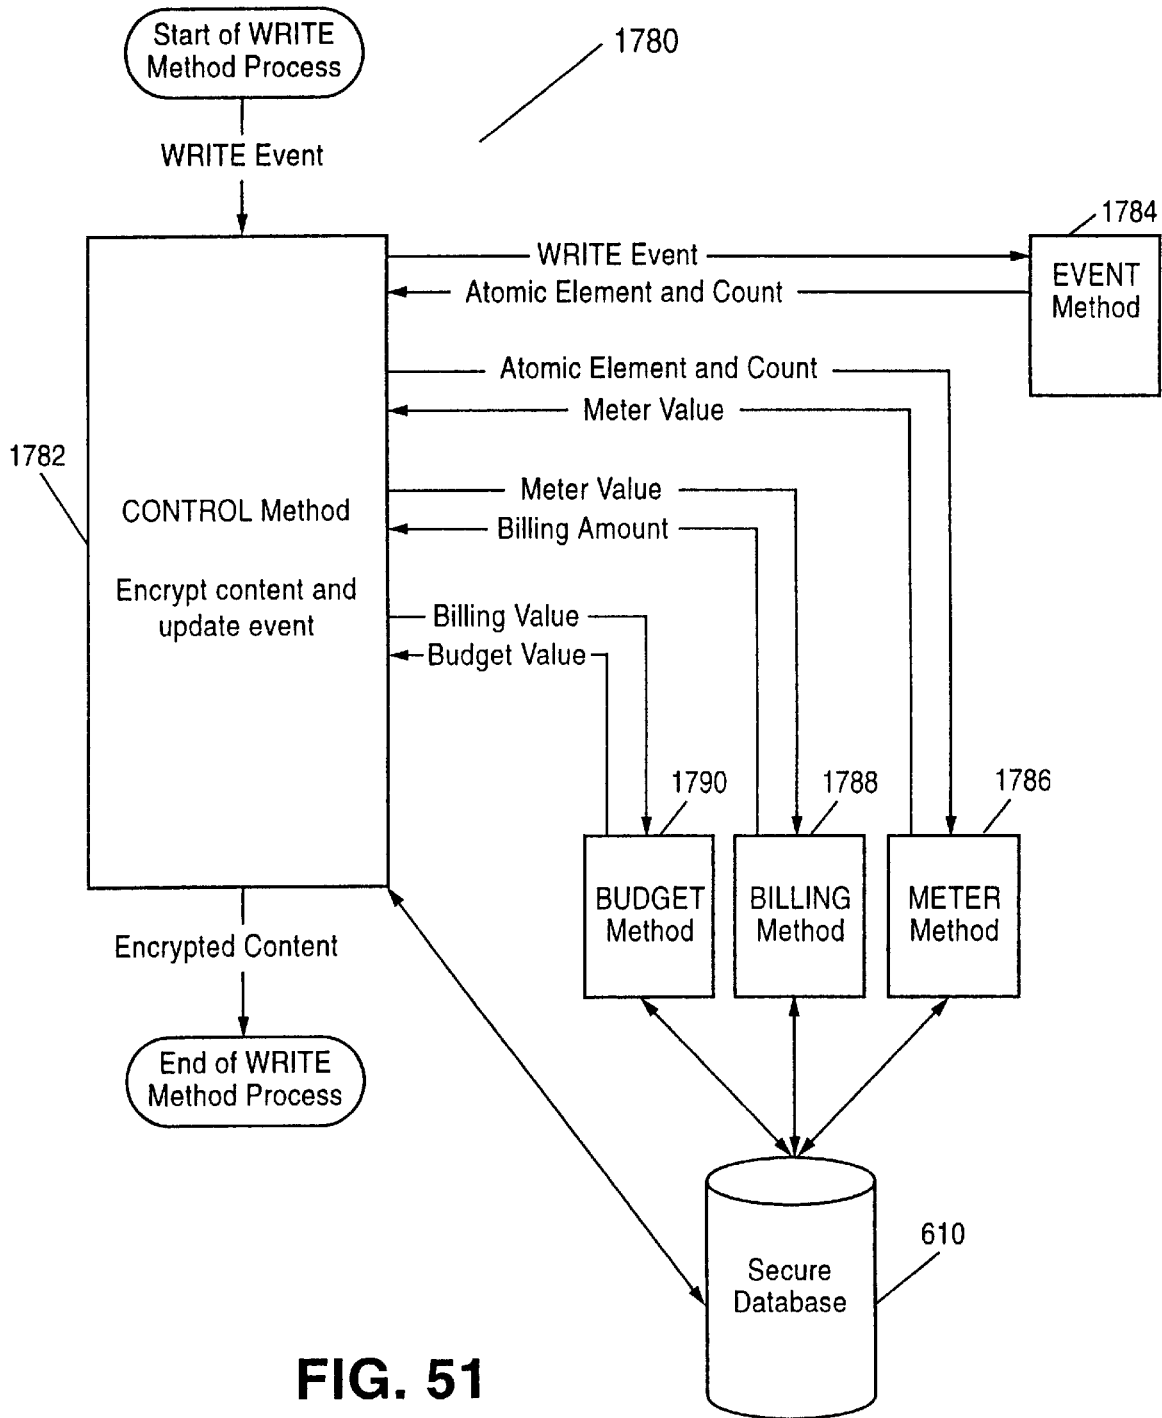 Start of WRITE
Method Process
1780
WRITE Event
1784
WRITE Event
EVENT
Method
Atomic Element and Count
Atomic Element and Count
Meter Value
1782
CONTROL Method
Encrypt content and
update event
Meter Value
Billing Amount
Billing Value
Budget Value
1790
1788
1786
BUDGET
Method
BILLING
Method
METER
Method
Encrypted Content
End of WRITE
Method Process
610
Secure
Database
FIG. 51